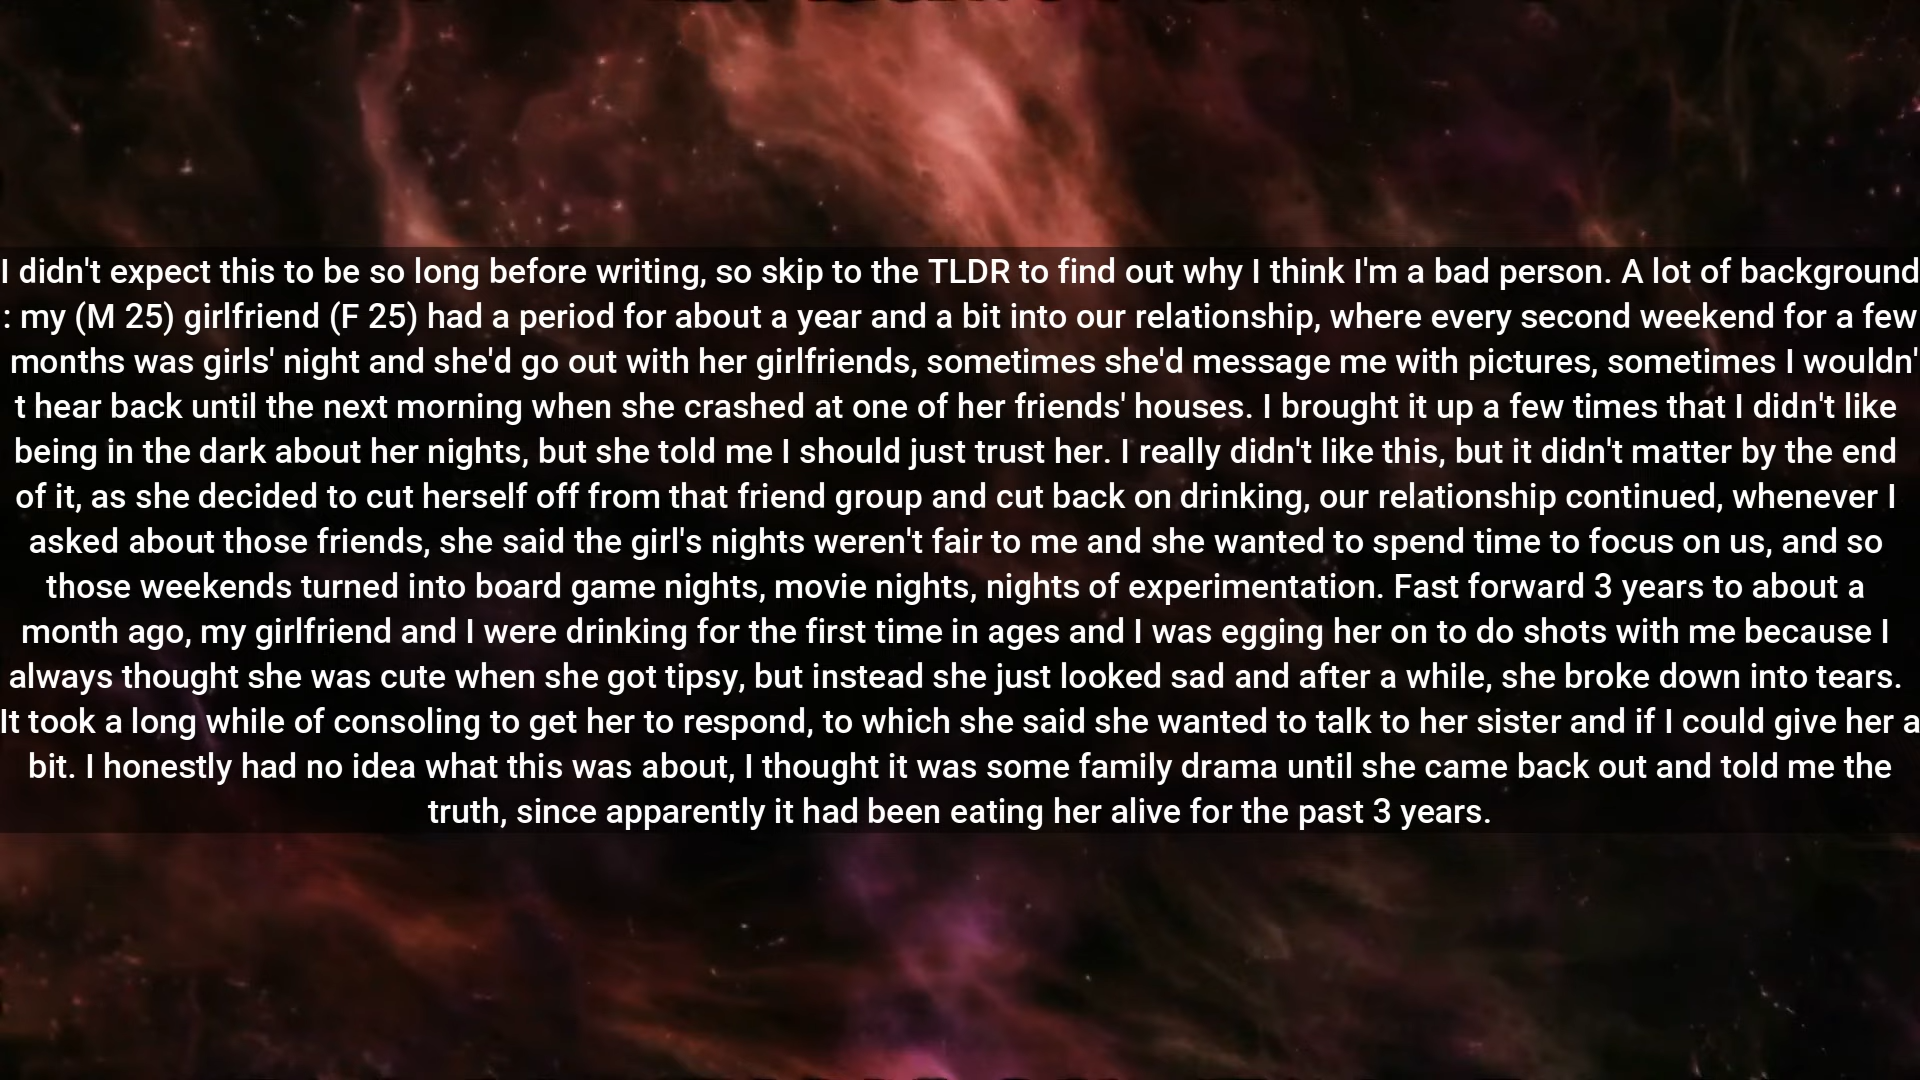 I didn't expect this to be so long before writing, so skip to the TLDR to find out why I think I'm a bad person. A lot of background
: my (M 25) girlfriend (F 25) had a period for about a year and a bit into our relationship, where every second weekend for a few
months was girls' night and she'd go out with her girlfriends, sometimes she'd message me with pictures, sometimes I wouldn'
t hear back until the next morning when she crashed at one of her friends' houses. I brought it up a few times that I didn't like
being in the dark about her nights, but she told me I should just trust her. I really didn't like this, but it didn't matter by the end
of it, as she decided to cut herself off from that friend group and cut back on drinking, our relationship continued, whenever I
asked about those friends, she said the girl's nights weren't fair to me and she wanted to spend time to focus on us, and so
those weekends turned into board game nights, movie nights, nights of experimentation. Fast forward 3 years to about a
month ago, my girlfriend and I were drinking for the first time in ages and I was egging her on to do shots with me because I
always thought she was cute when she got tipsy, but instead she just looked sad and after a while, she broke down into tears.
It took a long while of consoling to get her to respond, to which she said she wanted to talk to her sister and if I could give her a
bit. I honestly had no idea what this was about, I thought it was some family drama until she came back out and told me the
truth, since apparently it had been eating her alive for the past 3 years.